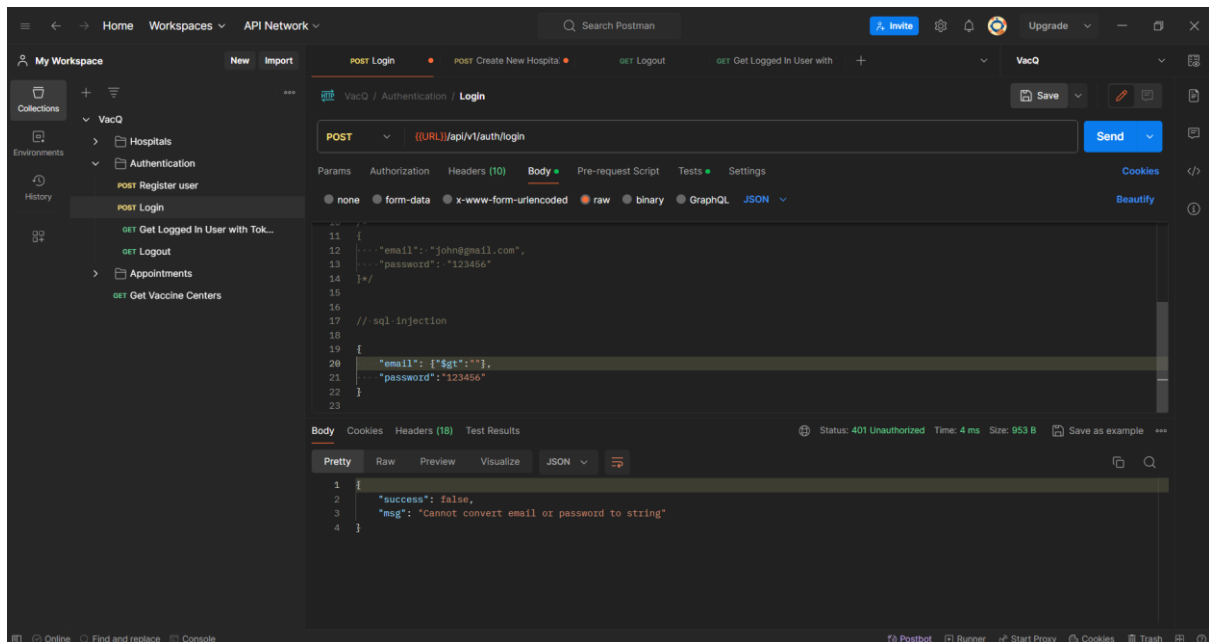 Home Workspaces API Network Search Postman Invite Upgrade
My Workspace New Import POST Login POST Create New Hospital GET Logout GET Get Logged In User with VacQ
Collections
Environments
History
VacQ
Hospitals
Authentication
POST Register user
POST Login
GET Get Logged In User with Tok...
GET Logout
Appointments
GET Get Vaccine Centers
HTTP VacQ / Authentication / Login Save
POST {{URL}}/api/v1/auth/login Send
Params Authorization Headers (10) Body Pre-request Script Tests Settings Cookies
none form-data x-www-form-urlencoded raw binary GraphQL JSON Beautify
10 /*
11 {
12 ····"email":·"john@gmail.com",
13 ····"password":·"123456"
14 }*/
15
16
17 //·sql·injection
18
19 {
20 "email": {"$gt":""},
21 ····"password":"123456"
22 }
23
Body Cookies Headers (18) Test Results Status: 401 Unauthorized Time: 4 ms Size: 953 B Save as example
Pretty Raw Preview Visualize JSON
1 {
2 "success": false,
3 "msg": "Cannot convert email or password to string"
4 }
Online Find and replace Console Postbot Runner Start Proxy Cookies Trash